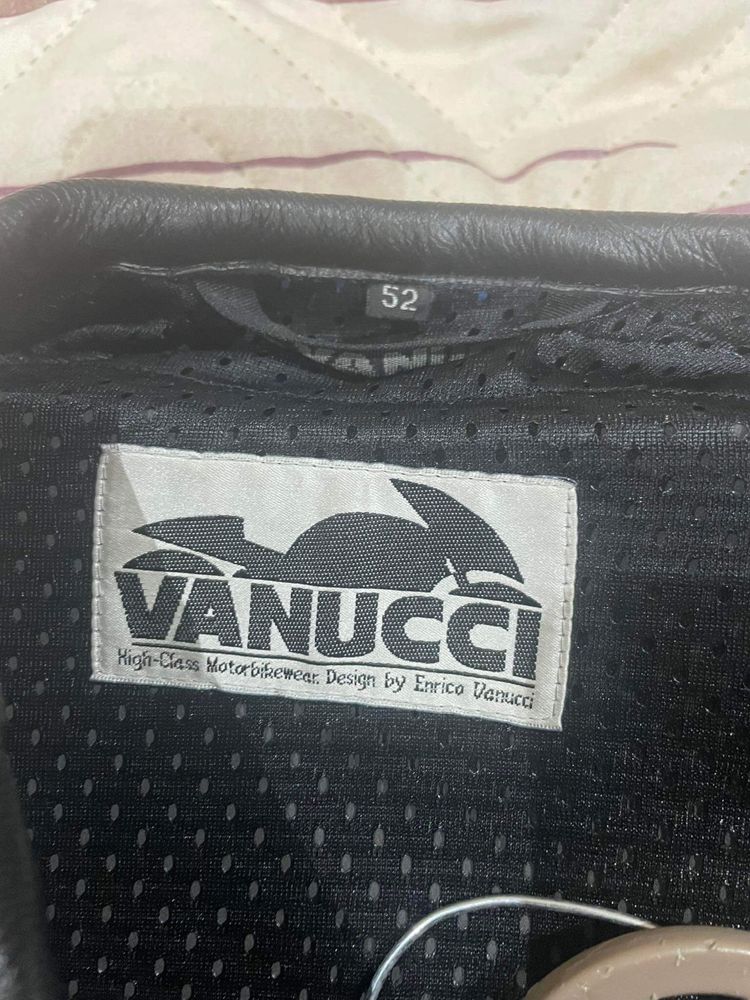 52
VANUCCI
High-Class Motorbikewear. Design by Enrico Vanucci